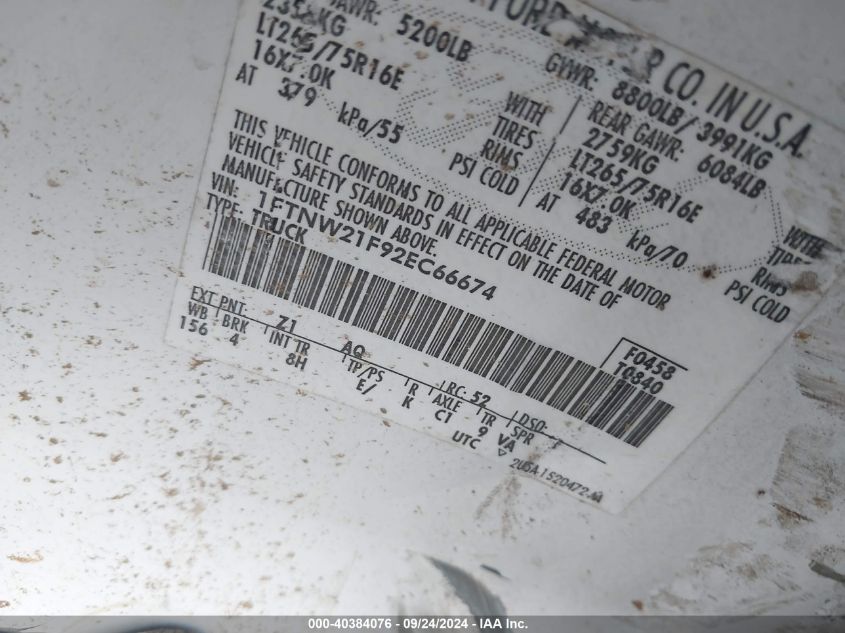 CO. IN U.S.A.
GAWR: 5200LB GVWR: 8800LB/3991KG
KG REAR GAWR: 6084LB
2759KG
LT265/75R16E WITH TIRES LT265/75R16E WITH
16X7.0K RIMS 16X7.0K RIMS
AT 379 kPa/55 PSI COLD AT 483 kPa/70 PSI COLD
THIS VEHICLE CONFORMS TO ALL APPLICABLE FEDERAL MOTOR
VEHICLE SAFETY STANDARDS IN EFFECT ON THE DATE OF
MANUFACTURE SHOWN ABOVE.
VIN: 1FTNW21F92EC66674
TYPE: TRUCK
F0458
T0840
EXT PNT: Z1 AQ RC: 52 DSO:
WB BRK INT TR TP/PS R AXLE TR SPR
156 4 8H E/ K C1 9 VA
UTC
2USA1520472AA
000-40384076 - 09/24/2024 - IAA Inc.